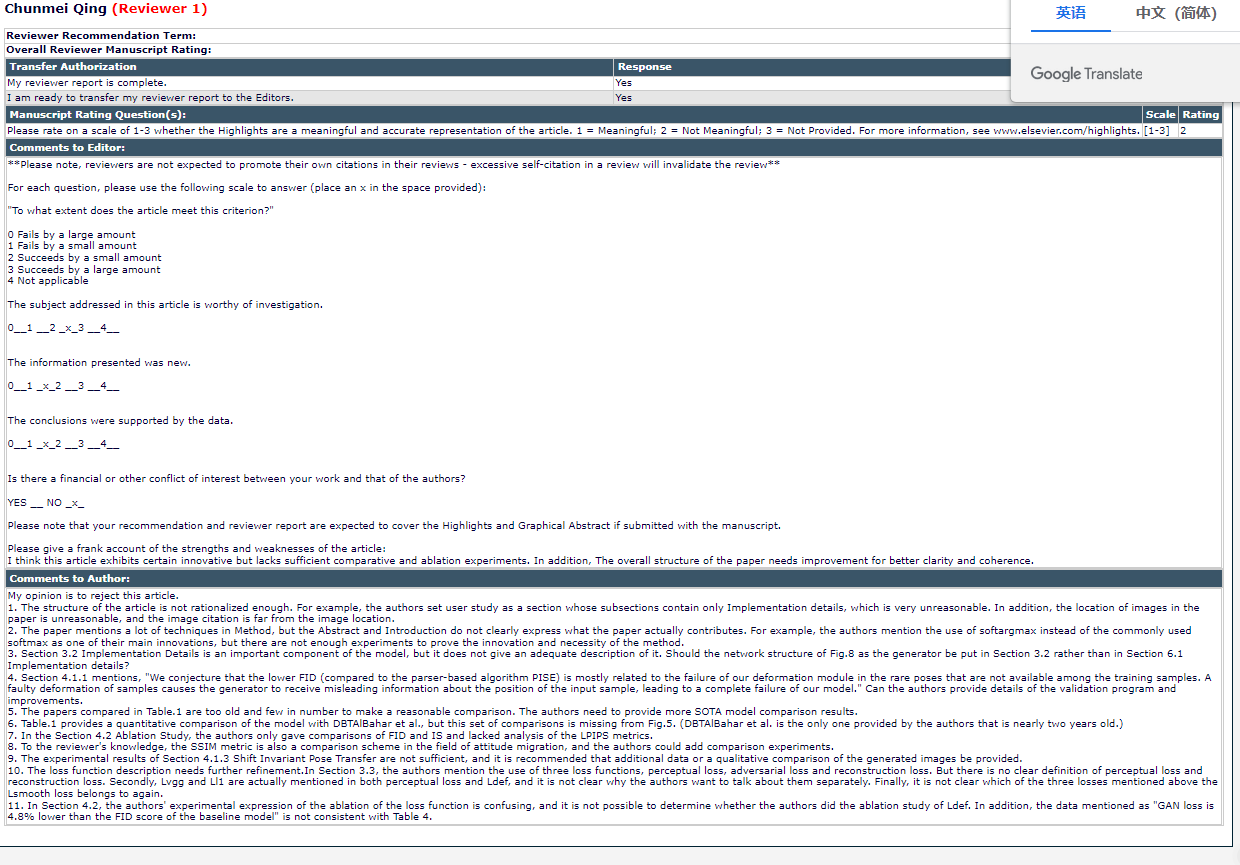 Chunmei Qing (Reviewer 1)
英语
中文（简体）
Google Translate
Reviewer Recommendation Term:
Overall Reviewer Manuscript Rating:
Transfer Authorization Response
My reviewer report is complete. Yes
I am ready to transfer my reviewer report to the Editors. Yes
Manuscript Rating Question(s): Scale Rating
Please rate on a scale of 1-3 whether the Highlights are a meaningful and accurate representation of the article. 1 = Meaningful; 2 = Not Meaningful; 3 = Not Provided. For more information, see www.elsevier.com/highlights. [1-3] 2
Comments to Editor:
**Please note, reviewers are not expected to promote their own citations in their reviews - excessive self-citation in a review will invalidate the review**
For each question, please use the following scale to answer (place an x in the space provided):
"To what extent does the article meet this criterion?"
0 Fails by a large amount
1 Fails by a small amount
2 Succeeds by a small amount
3 Succeeds by a large amount
4 Not applicable
The subject addressed in this article is worthy of investigation.
0__1 __2 _x_3 __4__
The information presented was new.
0__1 _x_2 __3 __4__
The conclusions were supported by the data.
0__1 _x_2 __3 __4__
Is there a financial or other conflict of interest between your work and that of the authors?
YES __ NO _x_
Please note that your recommendation and reviewer report are expected to cover the Highlights and Graphical Abstract if submitted with the manuscript.
Please give a frank account of the strengths and weaknesses of the article:
I think this article exhibits certain innovative but lacks sufficient comparative and ablation experiments. In addition, The overall structure of the paper needs improvement for better clarity and coherence.
Comments to Author:
My opinion is to reject this article.
1. The structure of the article is not rationalized enough. For example, the authors set user study as a section whose subsections contain only Implementation details, which is very unreasonable. In addition, the location of images in the
paper is unreasonable, and the image citation is far from the image location.
2. The paper mentions a lot of techniques in Method, but the Abstract and Introduction do not clearly express what the paper actually contributes. For example, the authors mention the use of softargmax instead of the commonly used
softmax as one of their main innovations, but there are not enough experiments to prove the innovation and necessity of the method.
3. Section 3.2 Implementation Details is an important component of the model, but it does not give an adequate description of it. Should the network structure of Fig.8 as the generator be put in Section 3.2 rather than in Section 6.1
Implementation details?
4. Section 4.1.1 mentions, "We conjecture that the lower FID (compared to the parser-based algorithm PISE) is mostly related to the failure of our deformation module in the rare poses that are not available among the training samples. A
faulty deformation of samples causes the generator to receive misleading information about the position of the input sample, leading to a complete failure of our model." Can the authors provide details of the validation program and
improvements.
5. The papers compared in Table.1 are too old and few in number to make a reasonable comparison. The authors need to provide more SOTA model comparison results.
6. Table.1 provides a quantitative comparison of the model with DBTAlBahar et al., but this set of comparisons is missing from Fig.5. (DBTAlBahar et al. is the only one provided by the authors that is nearly two years old.)
7. In the Section 4.2 Ablation Study, the authors only gave comparisons of FID and IS and lacked analysis of the LPIPS metrics.
8. To the reviewer's knowledge, the SSIM metric is also a comparison scheme in the field of attitude migration, and the authors could add comparison experiments.
9. The experimental results of Section 4.1.3 Shift Invariant Pose Transfer are not sufficient, and it is recommended that additional data or a qualitative comparison of the generated images be provided.
10. The loss function description needs further refinement.In Section 3.3, the authors mention the use of three loss functions, perceptual loss, adversarial loss and reconstruction loss. But there is no clear definition of perceptual loss and
reconstruction loss. Secondly, Lvgg and Ll1 are actually mentioned in both perceptual loss and Ldef, and it is not clear why the authors want to talk about them separately. Finally, it is not clear which of the three losses mentioned above the
Lsmooth loss belongs to again.
11. In Section 4.2, the authors' experimental expression of the ablation of the loss function is confusing, and it is not possible to determine whether the authors did the ablation study of Ldef. In addition, the data mentioned as "GAN loss is
4.8% lower than the FID score of the baseline model" is not consistent with Table 4.